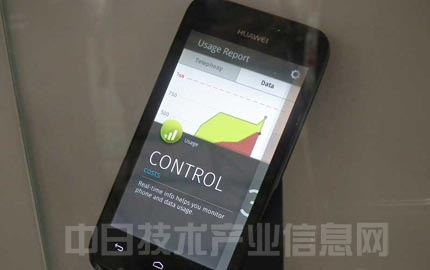 HUAWEI
Usage Report
Telephony
Data
750
500
usage
CONTROL
COSTS
Real-time info helps you monitor
phone and data usage.
中日技术产业信息网